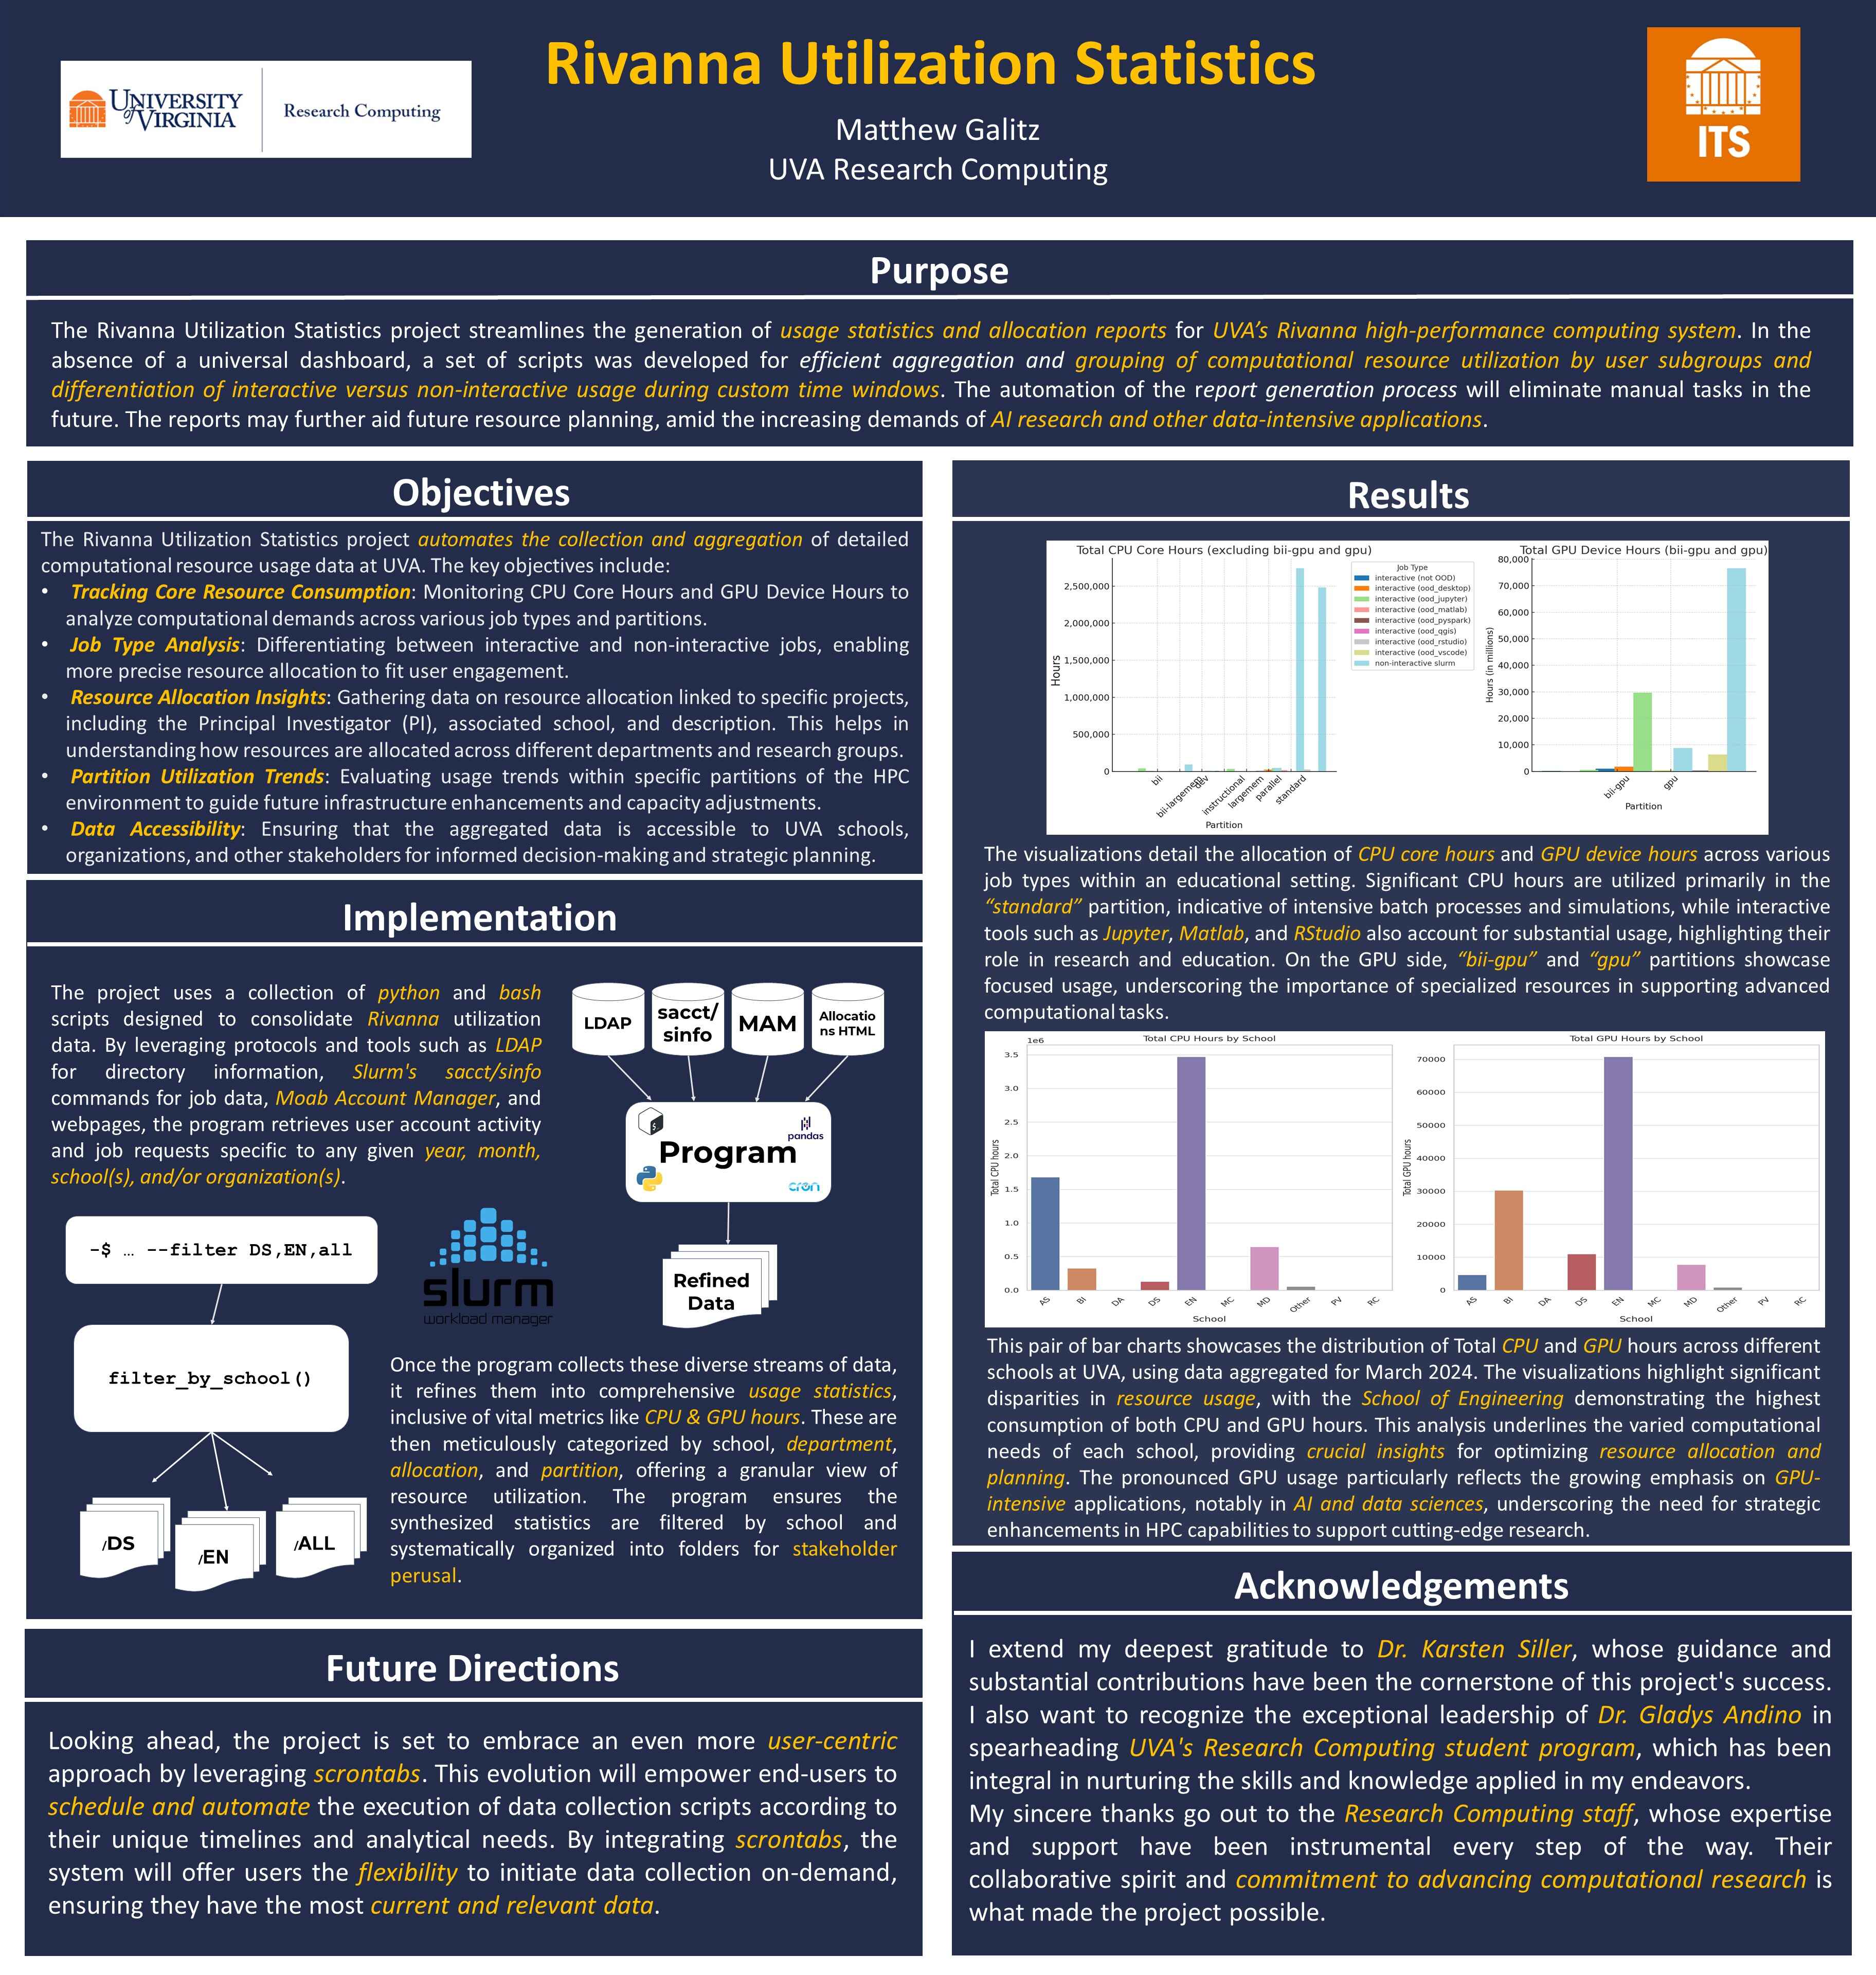 Rivanna Utilization Statistics
UNIVERSITY
of VIRGINIA
Research Computing
Matthew Galitz
UVA Research Computing
ITS
Purpose
The Rivanna Utilization Statistics project streamlines the generation of usage statistics and allocation reports for UVA’s Rivanna high-performance computing system. In the
absence of a universal dashboard, a set of scripts was developed for efficient aggregation and grouping of computational resource utilization by user subgroups and
differentiation of interactive versus non-interactive usage during custom time windows. The automation of the report generation process will eliminate manual tasks in the
future. The reports may further aid future resource planning, amid the increasing demands of AI research and other data-intensive applications.
Objectives
The Rivanna Utilization Statistics project automates the collection and aggregation of detailed
computational resource usage data at UVA. The key objectives include:
• Tracking Core Resource Consumption: Monitoring CPU Core Hours and GPU Device Hours to
analyze computational demands across various job types and partitions.
• Job Type Analysis: Differentiating between interactive and non-interactive jobs, enabling
more precise resource allocation to fit user engagement.
• Resource Allocation Insights: Gathering data on resource allocation linked to specific projects,
including the Principal Investigator (PI), associated school, and description. This helps in
understanding how resources are allocated across different departments and research groups.
• Partition Utilization Trends: Evaluating usage trends within specific partitions of the HPC
environment to guide future infrastructure enhancements and capacity adjustments.
• Data Accessibility: Ensuring that the aggregated data is accessible to UVA schools,
organizations, and other stakeholders for informed decision-making and strategic planning.
Implementation
The project uses a collection of python and bash
scripts designed to consolidate Rivanna utilization
data. By leveraging protocols and tools such as LDAP
for directory information, Slurm's sacct/sinfo
commands for job data, Moab Account Manager, and
webpages, the program retrieves user account activity
and job requests specific to any given year, month,
school(s), and/or organization(s).
LDAP
sacct/
sinfo
MAM
Allocatio
ns HTML
$
pandas
Program
cron
Refined
Data
-$ … --filter DS,EN,all
filter_by_school()
/DS
/EN
/ALL
slurm
workload manager
Once the program collects these diverse streams of data,
it refines them into comprehensive usage statistics,
inclusive of vital metrics like CPU & GPU hours. These are
then meticulously categorized by school, department,
allocation, and partition, offering a granular view of
resource utilization. The program ensures the
synthesized statistics are filtered by school and
systematically organized into folders for stakeholder
perusal.
Future Directions
Looking ahead, the project is set to embrace an even more user-centric
approach by leveraging scrontabs. This evolution will empower end-users to
schedule and automate the execution of data collection scripts according to
their unique timelines and analytical needs. By integrating scrontabs, the
system will offer users the flexibility to initiate data collection on-demand,
ensuring they have the most current and relevant data.
Results
Total CPU Core Hours (excluding bii-gpu and gpu)
Hours
2,500,000
2,000,000
1,500,000
1,000,000
500,000
0
bii
bii-largemem
dev
instructional
largemem
parallel
standard
Partition
Job Type
interactive (not OOD)
interactive (ood_desktop)
interactive (ood_jupyter)
interactive (ood_matlab)
interactive (ood_pyspark)
interactive (ood_qgis)
interactive (ood_rstudio)
interactive (ood_vscode)
non-interactive slurm
Total GPU Device Hours (bii-gpu and gpu)
Hours (in millions)
80,000
70,000
60,000
50,000
40,000
30,000
20,000
10,000
0
bii-gpu
gpu
Partition
The visualizations detail the allocation of CPU core hours and GPU device hours across various
job types within an educational setting. Significant CPU hours are utilized primarily in the
“standard” partition, indicative of intensive batch processes and simulations, while interactive
tools such as Jupyter, Matlab, and RStudio also account for substantial usage, highlighting their
role in research and education. On the GPU side, “bii-gpu” and “gpu” partitions showcase
focused usage, underscoring the importance of specialized resources in supporting advanced
computational tasks.
Total CPU Hours by School
1e6
Total CPU hours
3.5
3.0
2.5
2.0
1.5
1.0
0.5
0.0
AS
BI
DA
DS
EN
MC
MD
Other
PV
RC
School
Total GPU Hours by School
Total GPU hours
70000
60000
50000
40000
30000
20000
10000
0
AS
BI
DA
DS
EN
MC
MD
Other
PV
RC
School
This pair of bar charts showcases the distribution of Total CPU and GPU hours across different
schools at UVA, using data aggregated for March 2024. The visualizations highlight significant
disparities in resource usage, with the School of Engineering demonstrating the highest
consumption of both CPU and GPU hours. This analysis underlines the varied computational
needs of each school, providing crucial insights for optimizing resource allocation and
planning. The pronounced GPU usage particularly reflects the growing emphasis on GPU-
intensive applications, notably in AI and data sciences, underscoring the need for strategic
enhancements in HPC capabilities to support cutting-edge research.
Acknowledgements
I extend my deepest gratitude to Dr. Karsten Siller, whose guidance and
substantial contributions have been the cornerstone of this project's success.
I also want to recognize the exceptional leadership of Dr. Gladys Andino in
spearheading UVA's Research Computing student program, which has been
integral in nurturing the skills and knowledge applied in my endeavors.
My sincere thanks go out to the Research Computing staff, whose expertise
and support have been instrumental every step of the way. Their
collaborative spirit and commitment to advancing computational research is
what made the project possible.